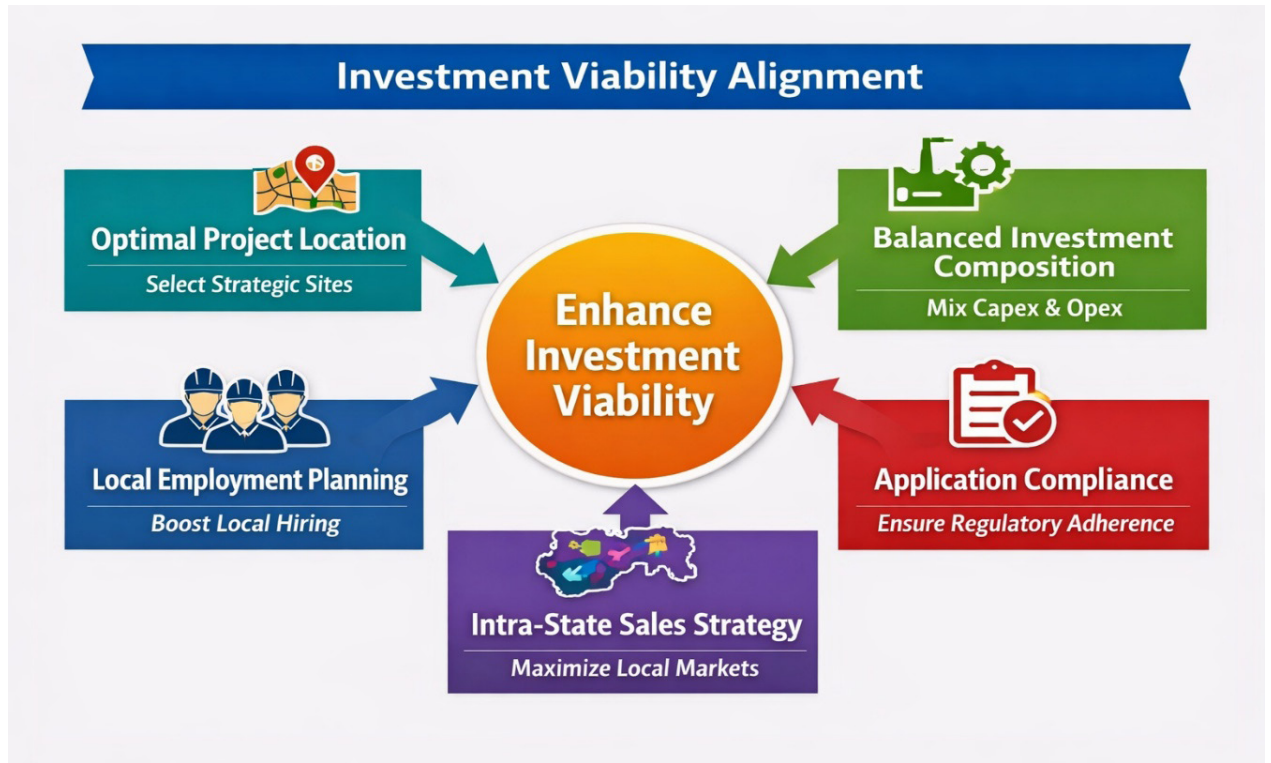 Investment Viability Alignment
Optimal Project Location
Select Strategic Sites
Balanced Investment
Composition
Mix Capex & Opex
Enhance
Investment
Viability
Local Employment Planning
Boost Local Hiring
Application Compliance
Ensure Regulatory Adherence
Intra-State Sales Strategy
Maximize Local Markets